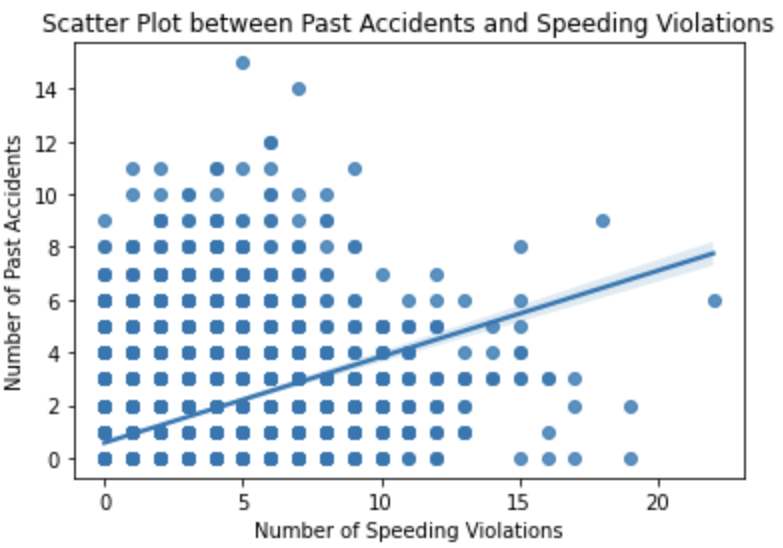 Scatter Plot between Past Accidents and Speeding Violations
Number of Past Accidents
14
12
10
8
6
4
2
0
0 5 10 15 20
Number of Speeding Violations